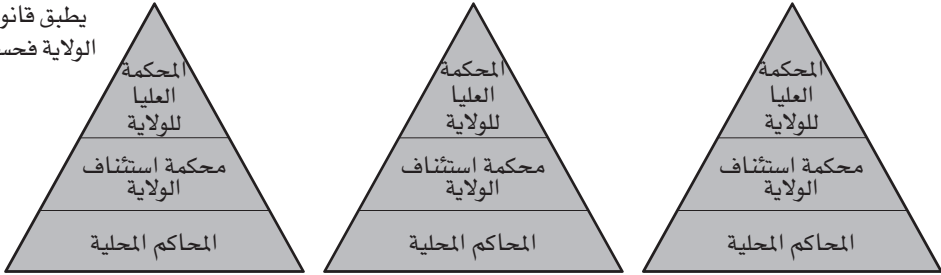 يطبق قانو
الولاية فحس
المحكمة
العليا
للولاية
محكمة استئناف
الولاية
المحاكم المحلية
المحكمة
العليا
للولاية
محكمة استئناف
الولاية
المحاكم المحلية
المحكمة
العليا
للولاية
محكمة استئناف
الولاية
المحاكم المحلية